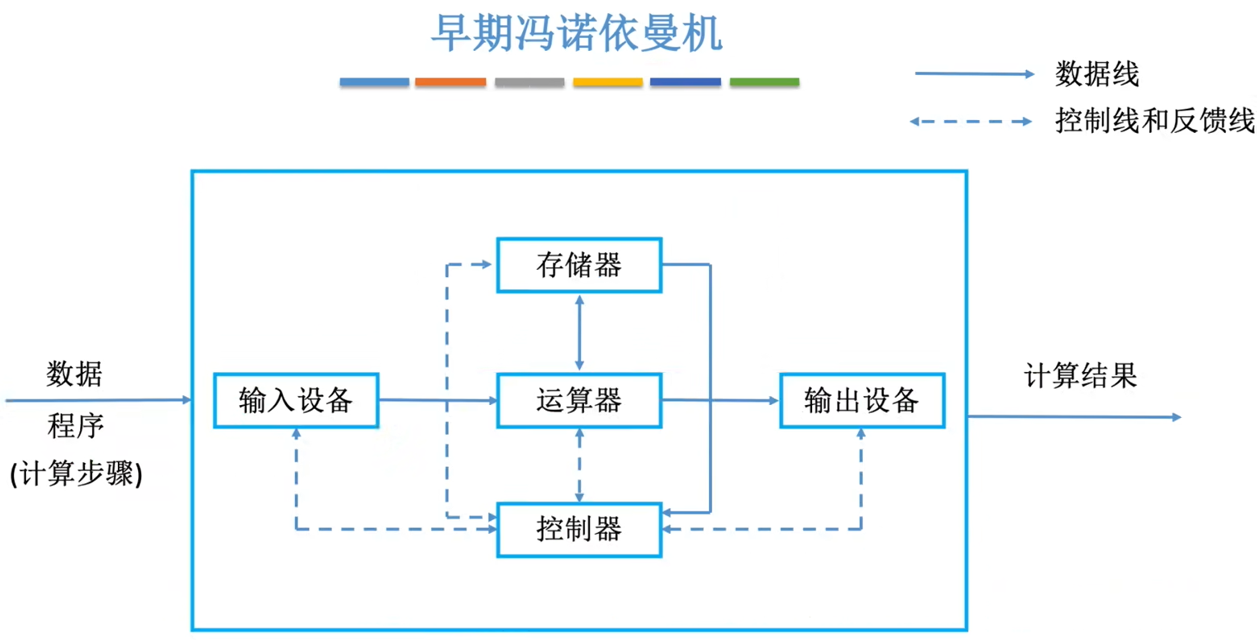 早期冯诺依曼机
数据线
控制线和反馈线
存储器
数据
程序
(计算步骤)
输入设备
运算器
输出设备
计算结果
控制器